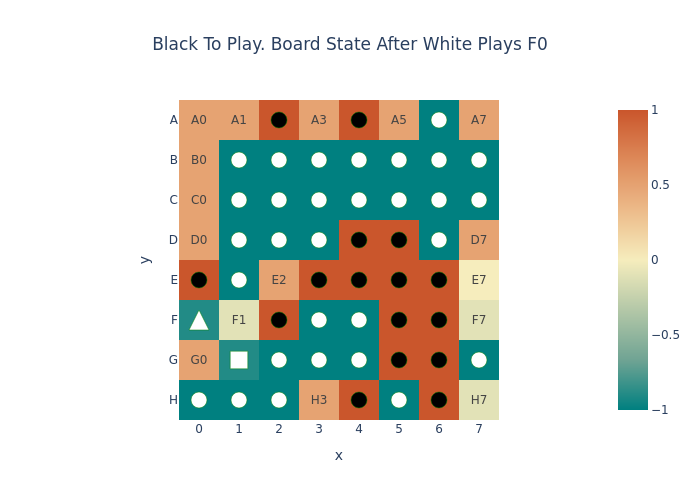 Black To Play. Board State After White Plays F0
A A0 A1 A3 A5 A7
B B0
C C0
D D0 D7
E E2 E7
F F1 F7
G G0
H H3 H7
0 1 2 3 4 5 6 7
x
y
1
0.5
0
−0.5
−1